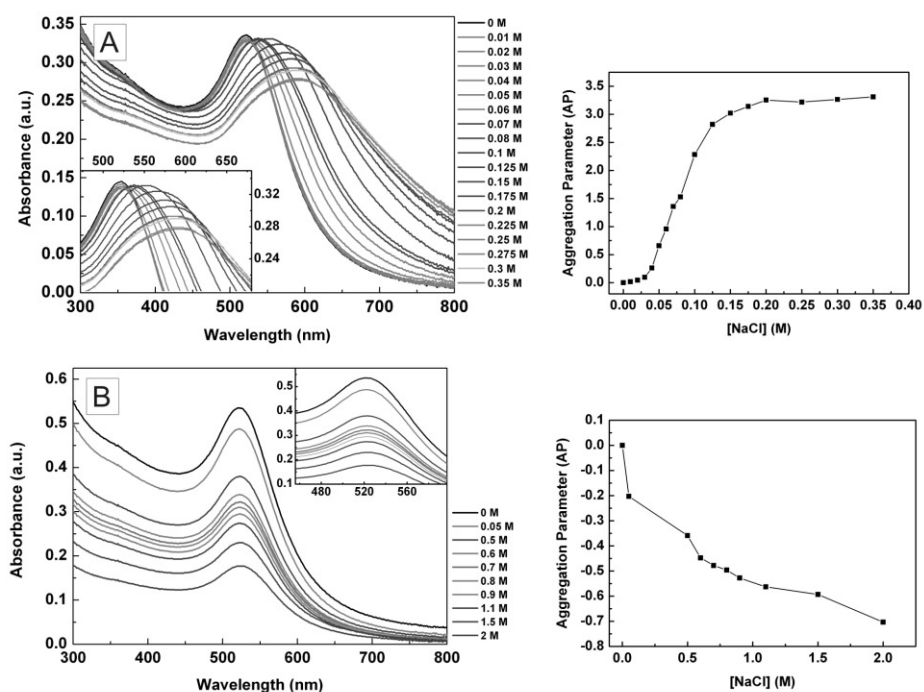 A
Absorbance (a.u.)
0.35
0.30
0.25
0.20
0.15
0.10
0.05
0.00
300 400 500 600 700 800
Wavelength (nm)
500 550 600 650
0.32
0.28
0.24
0 M
0.01 M
0.02 M
0.03 M
0.04 M
0.05 M
0.06 M
0.07 M
0.08 M
0.1 M
0.125 M
0.15 M
0.175 M
0.2 M
0.225 M
0.25 M
0.275 M
0.3 M
0.35 M
Aggregation Parameter (AP)
3.5
3.0
2.5
2.0
1.5
1.0
0.5
0.0
0.00 0.05 0.10 0.15 0.20 0.25 0.30 0.35 0.40
[NaCl] (M)
B
Absorbance (a.u.)
0.6
0.5
0.4
0.3
0.2
0.1
0.0
300 400 500 600 700 800
Wavelength (nm)
0.5
0.4
0.3
0.2
0.1
480 520 560
0 M
0.05 M
0.5 M
0.6 M
0.7 M
0.8 M
0.9 M
1.1 M
1.5 M
2 M
Aggregation Parameter (AP)
0.1
0.0
-0.1
-0.2
-0.3
-0.4
-0.5
-0.6
-0.7
-0.8
0.0 0.5 1.0 1.5 2.0
[NaCl] (M)